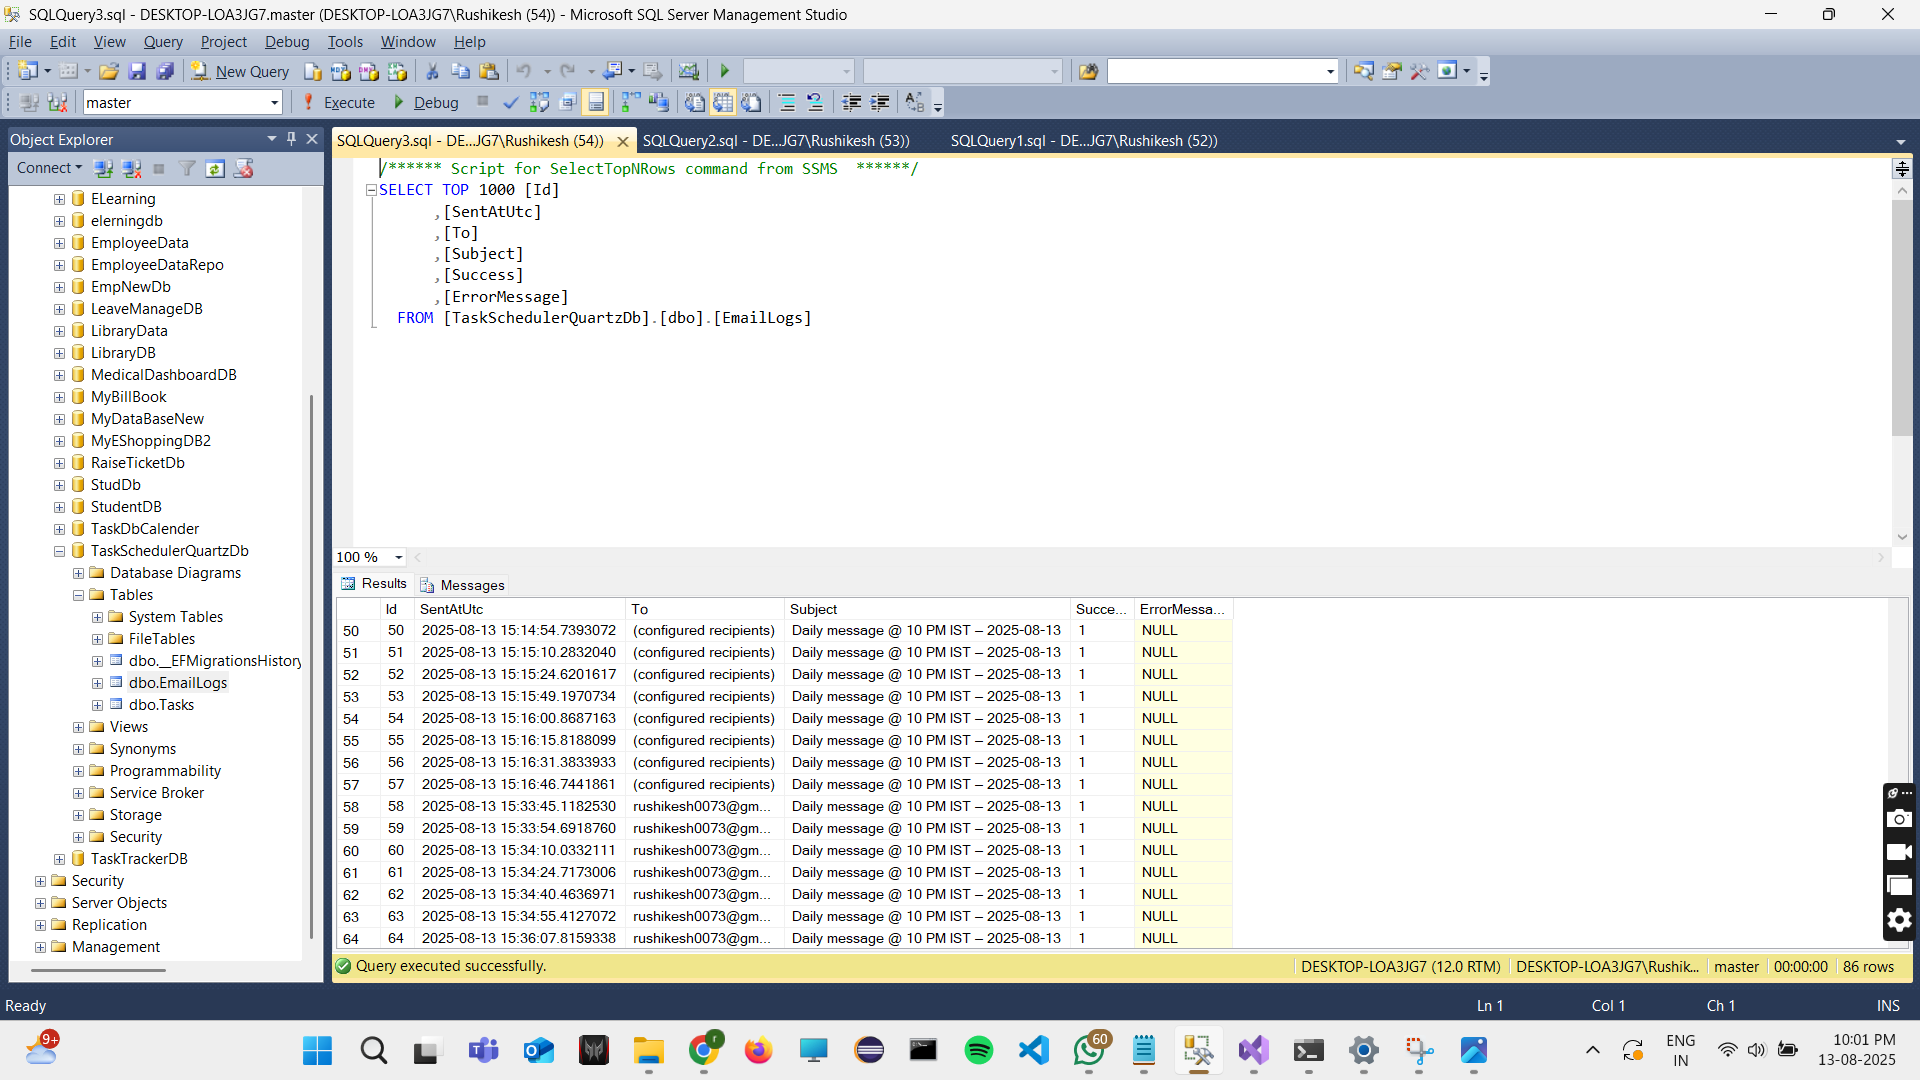 SQLQuery3.sql - DESKTOP-LOA3JG7.master (DESKTOP-LOA3JG7\Rushikesh (54)) - Microsoft SQL Server Management Studio
File Edit View Query Project Debug Tools Window Help
New Query
master Execute Debug
Object Explorer
SQLQuery3.sql - DE...JG7\Rushikesh (54)) SQLQuery2.sql - DE...JG7\Rushikesh (53)) SQLQuery1.sql - DE...JG7\Rushikesh (52))
Connect
ELearning
elerningdb
EmployeeData
EmployeeDataRepo
EmpNewDb
LeaveManageDB
LibraryData
LibraryDB
MedicalDashboardDB
MyBillBook
MyDataBaseNew
MyEShoppingDB2
RaiseTicketDb
StudDb
StudentDB
TaskDbCalender
TaskSchedulerQuartzDb
Database Diagrams
Tables
System Tables
FileTables
dbo.__EFMigrationsHistory
dbo.EmailLogs
dbo.Tasks
Views
Synonyms
Programmability
Service Broker
Storage
Security
TaskTrackerDB
Security
Server Objects
Replication
Management
/****** Script for SelectTopNRows command from SSMS  ******/
SELECT TOP 1000 [Id]
,[SentAtUtc]
,[To]
,[Subject]
,[Success]
,[ErrorMessage]
FROM [TaskSchedulerQuartzDb].[dbo].[EmailLogs]
100 %
Results Messages
Id SentAtUtc To Subject Succe... ErrorMessa...
50 50 2025-08-13 15:14:54.7393072 (configured recipients) Daily message @ 10 PM IST – 2025-08-13 1 NULL
51 51 2025-08-13 15:15:10.2832040 (configured recipients) Daily message @ 10 PM IST – 2025-08-13 1 NULL
52 52 2025-08-13 15:15:24.6201617 (configured recipients) Daily message @ 10 PM IST – 2025-08-13 1 NULL
53 53 2025-08-13 15:15:49.1970734 (configured recipients) Daily message @ 10 PM IST – 2025-08-13 1 NULL
54 54 2025-08-13 15:16:00.8687163 (configured recipients) Daily message @ 10 PM IST – 2025-08-13 1 NULL
55 55 2025-08-13 15:16:15.8188099 (configured recipients) Daily message @ 10 PM IST – 2025-08-13 1 NULL
56 56 2025-08-13 15:16:31.3833933 (configured recipients) Daily message @ 10 PM IST – 2025-08-13 1 NULL
57 57 2025-08-13 15:16:46.7441861 (configured recipients) Daily message @ 10 PM IST – 2025-08-13 1 NULL
58 58 2025-08-13 15:33:45.1182530 rushikesh0073@gm... Daily message @ 10 PM IST – 2025-08-13 1 NULL
59 59 2025-08-13 15:33:54.6918760 rushikesh0073@gm... Daily message @ 10 PM IST – 2025-08-13 1 NULL
60 60 2025-08-13 15:34:10.0332111 rushikesh0073@gm... Daily message @ 10 PM IST – 2025-08-13 1 NULL
61 61 2025-08-13 15:34:24.7173006 rushikesh0073@gm... Daily message @ 10 PM IST – 2025-08-13 1 NULL
62 62 2025-08-13 15:34:40.4636971 rushikesh0073@gm... Daily message @ 10 PM IST – 2025-08-13 1 NULL
63 63 2025-08-13 15:34:55.4127072 rushikesh0073@gm... Daily message @ 10 PM IST – 2025-08-13 1 NULL
64 64 2025-08-13 15:36:07.8159338 rushikesh0073@gm... Daily message @ 10 PM IST – 2025-08-13 1 NULL
Query executed successfully. DESKTOP-LOA3JG7 (12.0 RTM) DESKTOP-LOA3JG7\Rushik... master 00:00:00 86 rows
Ready Ln 1 Col 1 Ch 1 INS
9+ 60 ENG IN 10:01 PM
13-08-2025